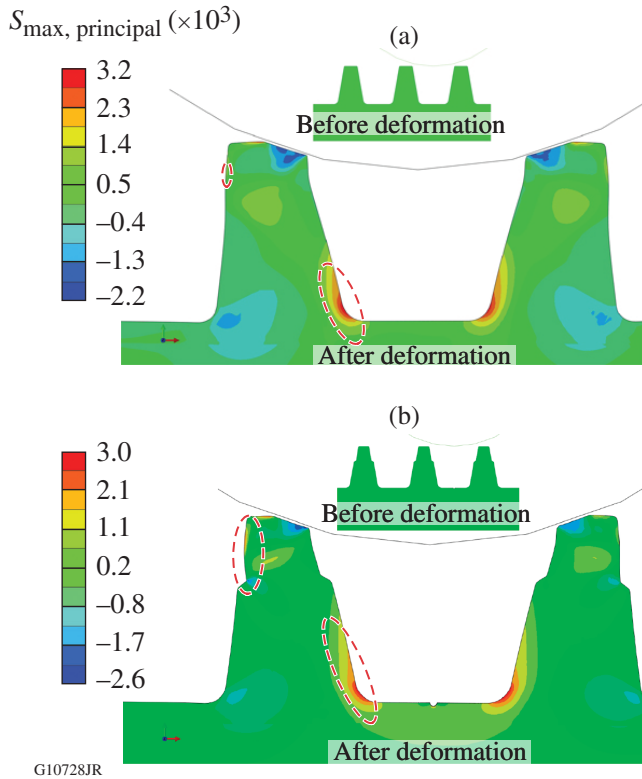 S_max, principal (×10³)
(a)
3.2
2.3
1.4
0.5
–0.4
–1.3
–2.2
Before deformation
After deformation
(b)
3.0
2.1
1.1
0.2
–0.8
–1.7
–2.6
Before deformation
After deformation
G10728JR